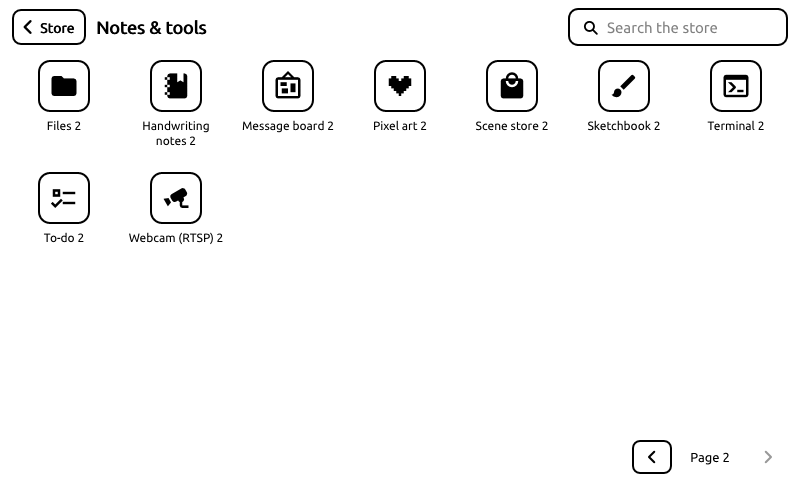 Store
Notes & tools
Search the store
Files 2
Handwriting
notes 2
Message board 2
Pixel art 2
Scene store 2
Sketchbook 2
Terminal 2
To-do 2
Webcam (RTSP) 2
Page 2